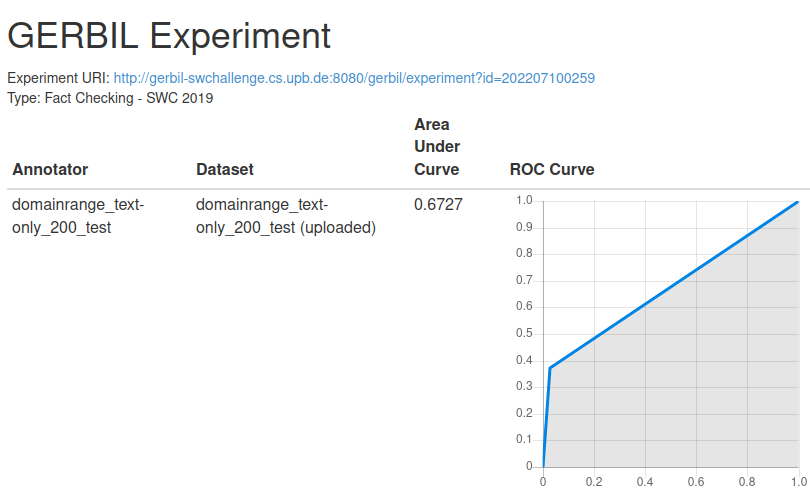 GERBIL Experiment
Experiment URI: http://gerbil-swchallenge.cs.upb.de:8080/gerbil/experiment?id=202207100259
Type: Fact Checking - SWC 2019
Area
Under
Annotator Dataset Curve ROC Curve
domainrange_text- domainrange_text- 0.6727
only_200_test only_200_test (uploaded)
1.0
0.9
0.8
0.7
0.6
0.5
0.4
0.3
0.2
0.1
0
0 0.2 0.4 0.6 0.8 1.0